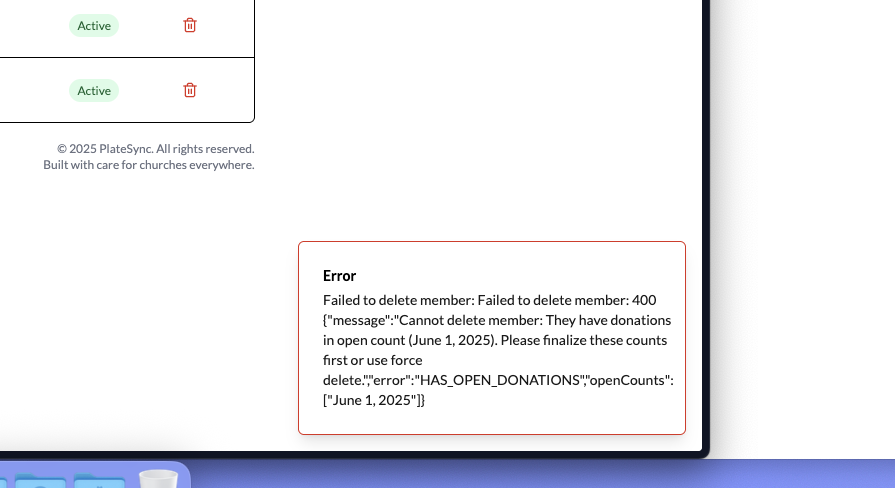 Active
Active
© 2025 PlateSync. All rights reserved.
Built with care for churches everywhere.
Error
Failed to delete member: Failed to delete member: 400
{"message":"Cannot delete member: They have donations
in open count (June 1, 2025). Please finalize these counts
first or use force
delete.","error":"HAS_OPEN_DONATIONS","openCounts":
["June 1, 2025"]}